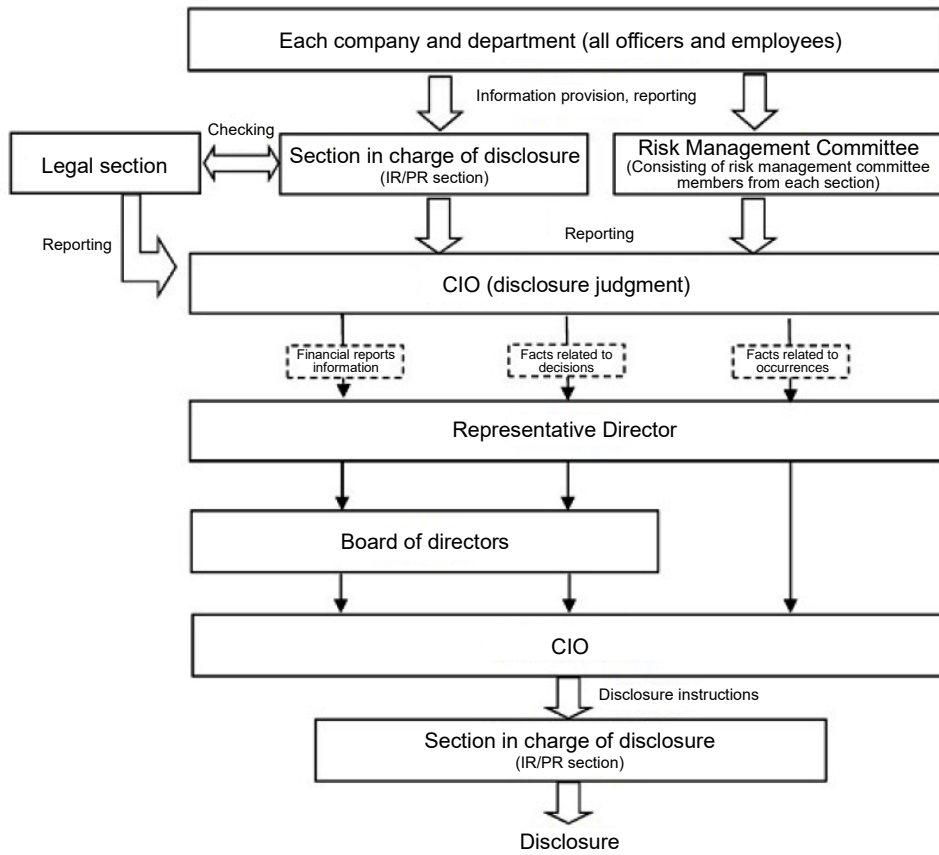 Each company and department (all officers and employees)
Information provision, reporting
Checking
Legal section
Section in charge of disclosure
(IR/PR section)
Risk Management Committee
(Consisting of risk management committee
members from each section)
Reporting
Reporting
CIO (disclosure judgment)
Financial reports
information
Facts related to
decisions
Facts related to
occurrences
Representative Director
Board of directors
CIO
Disclosure instructions
Section in charge of disclosure
(IR/PR section)
Disclosure